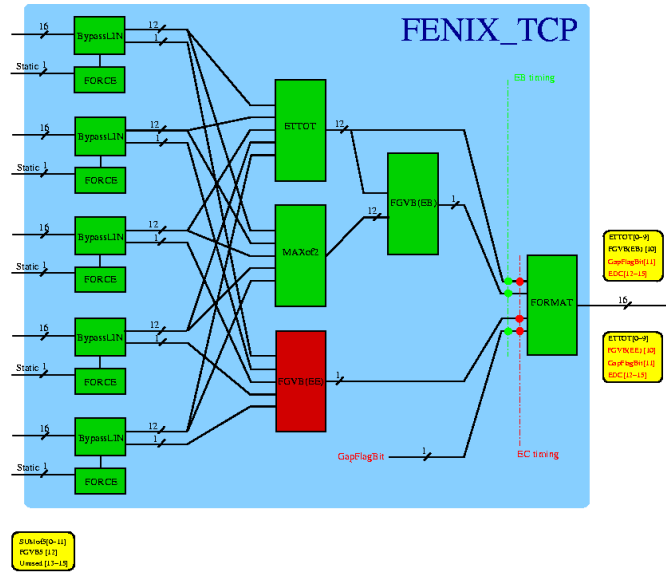 FENIX_TCP
16
BypassLIN
12
1
Static 1
FORCE
EB timing
16
BypassLIN
12
1
Static 1
FORCE
ETTOT
12
FGVB(EB)
1
12
16
BypassLIN
12
1
Static 1
FORCE
MAXof2
ETTOT[0-9]
FGVB(EB) [10]
GapFlagBit[11]
EDC[12-15]
FORMAT
16
16
BypassLIN
12
1
Static 1
FORCE
FGVB(EE)
1
ETTOT[0-9]
FGVB(EE) [10]
GapFlagBit[11]
EDC[12-15]
16
BypassLIN
12
1
Static 1
FORCE
GapFlagBit
1
EC timing
SUMof5[0-11]
FGVB5 [12]
Unused [13-15]